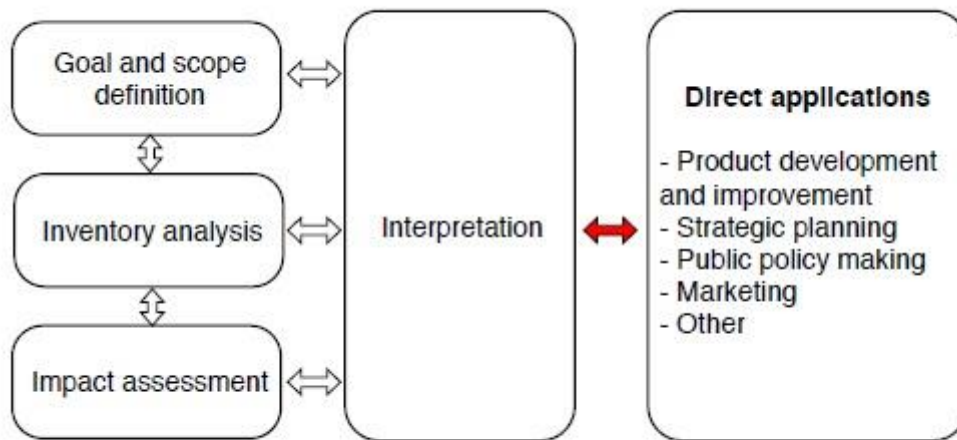 Goal and scope
definition
Inventory analysis
Impact assessment
Interpretation
Direct applications
- Product development
and improvement
- Strategic planning
- Public policy making
- Marketing
- Other